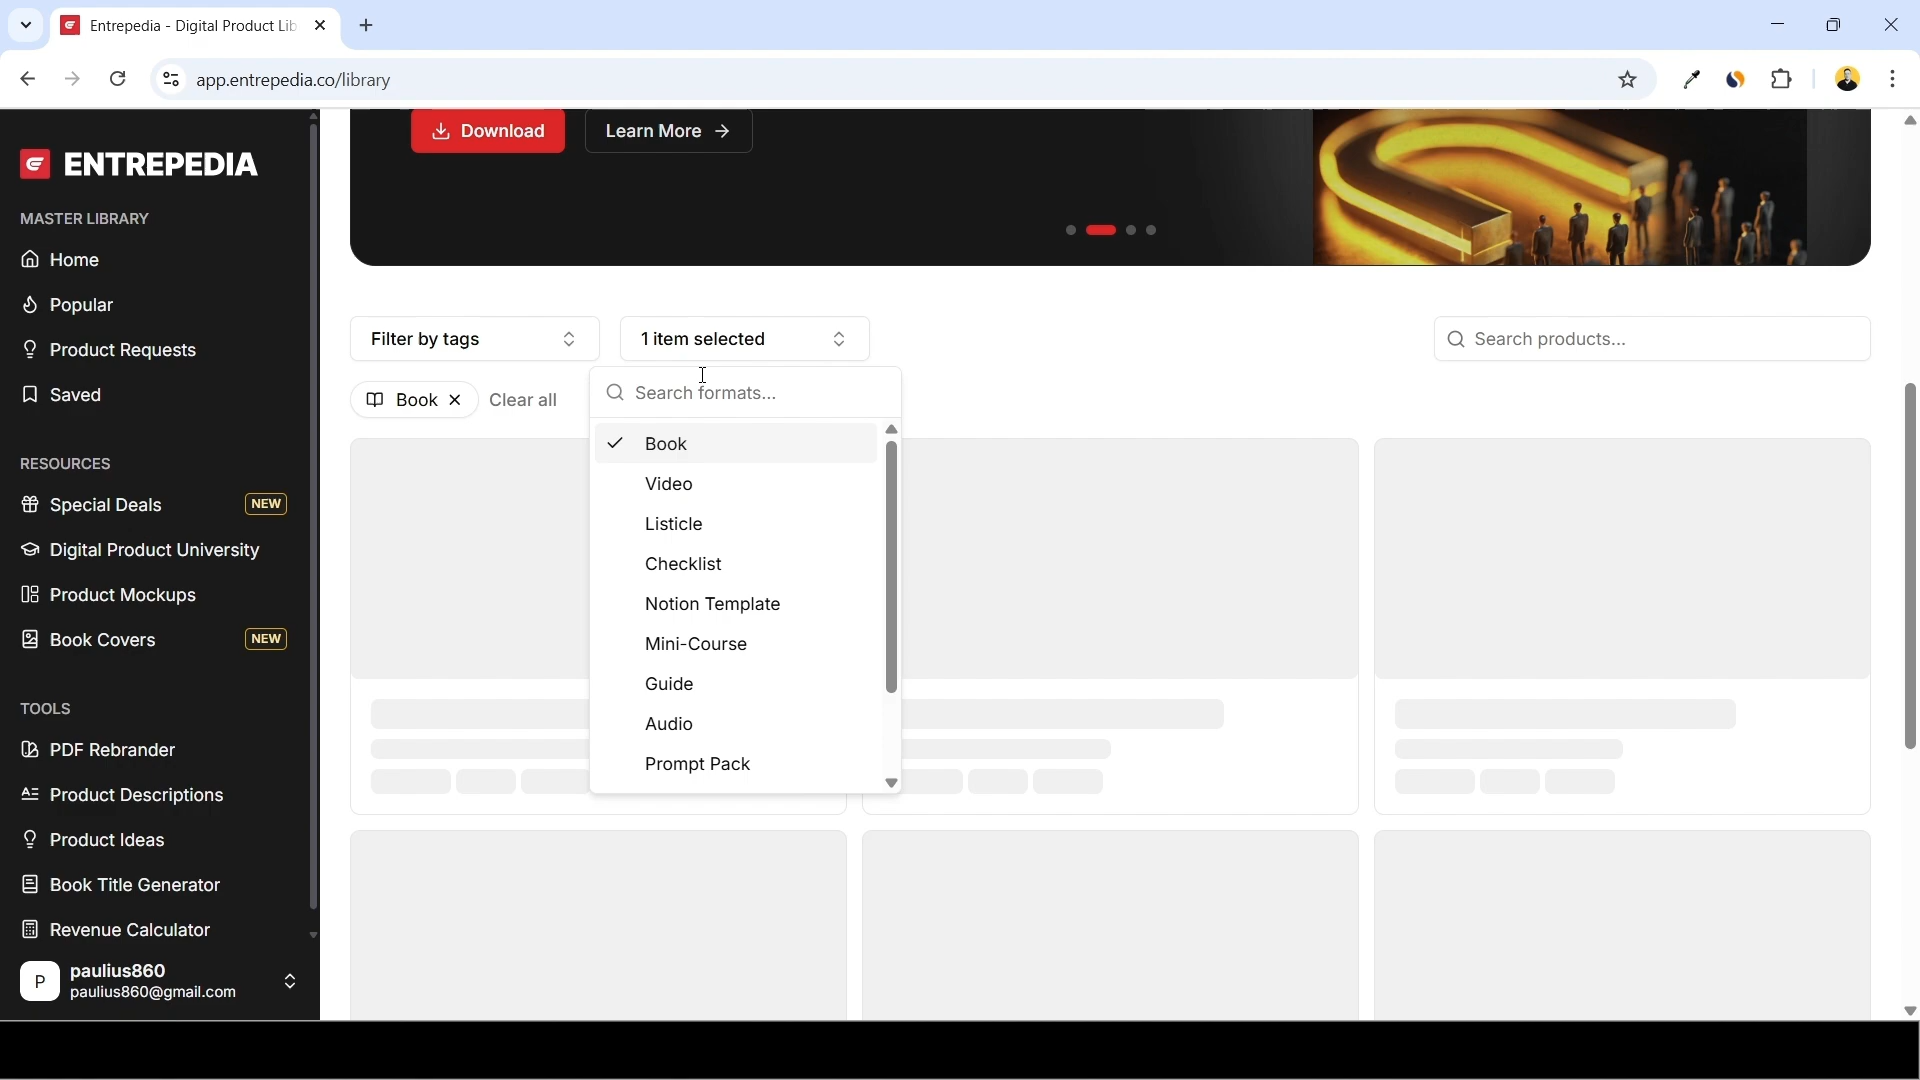 Entrepedia - Digital Product Lib
app.entrepedia.co/library
ENTREPEDIA
MASTER LIBRARY
Home
Popular
Product Requests
Saved
RESOURCES
Special Deals NEW
Digital Product University
Product Mockups
Book Covers NEW
TOOLS
PDF Rebrander
Product Descriptions
Product Ideas
Book Title Generator
Revenue Calculator
P
paulius860
paulius860@gmail.com
Download
Learn More
Filter by tags
1 item selected
Search products...
Book
Clear all
Search formats...
Book
Video
Listicle
Checklist
Notion Template
Mini-Course
Guide
Audio
Prompt Pack